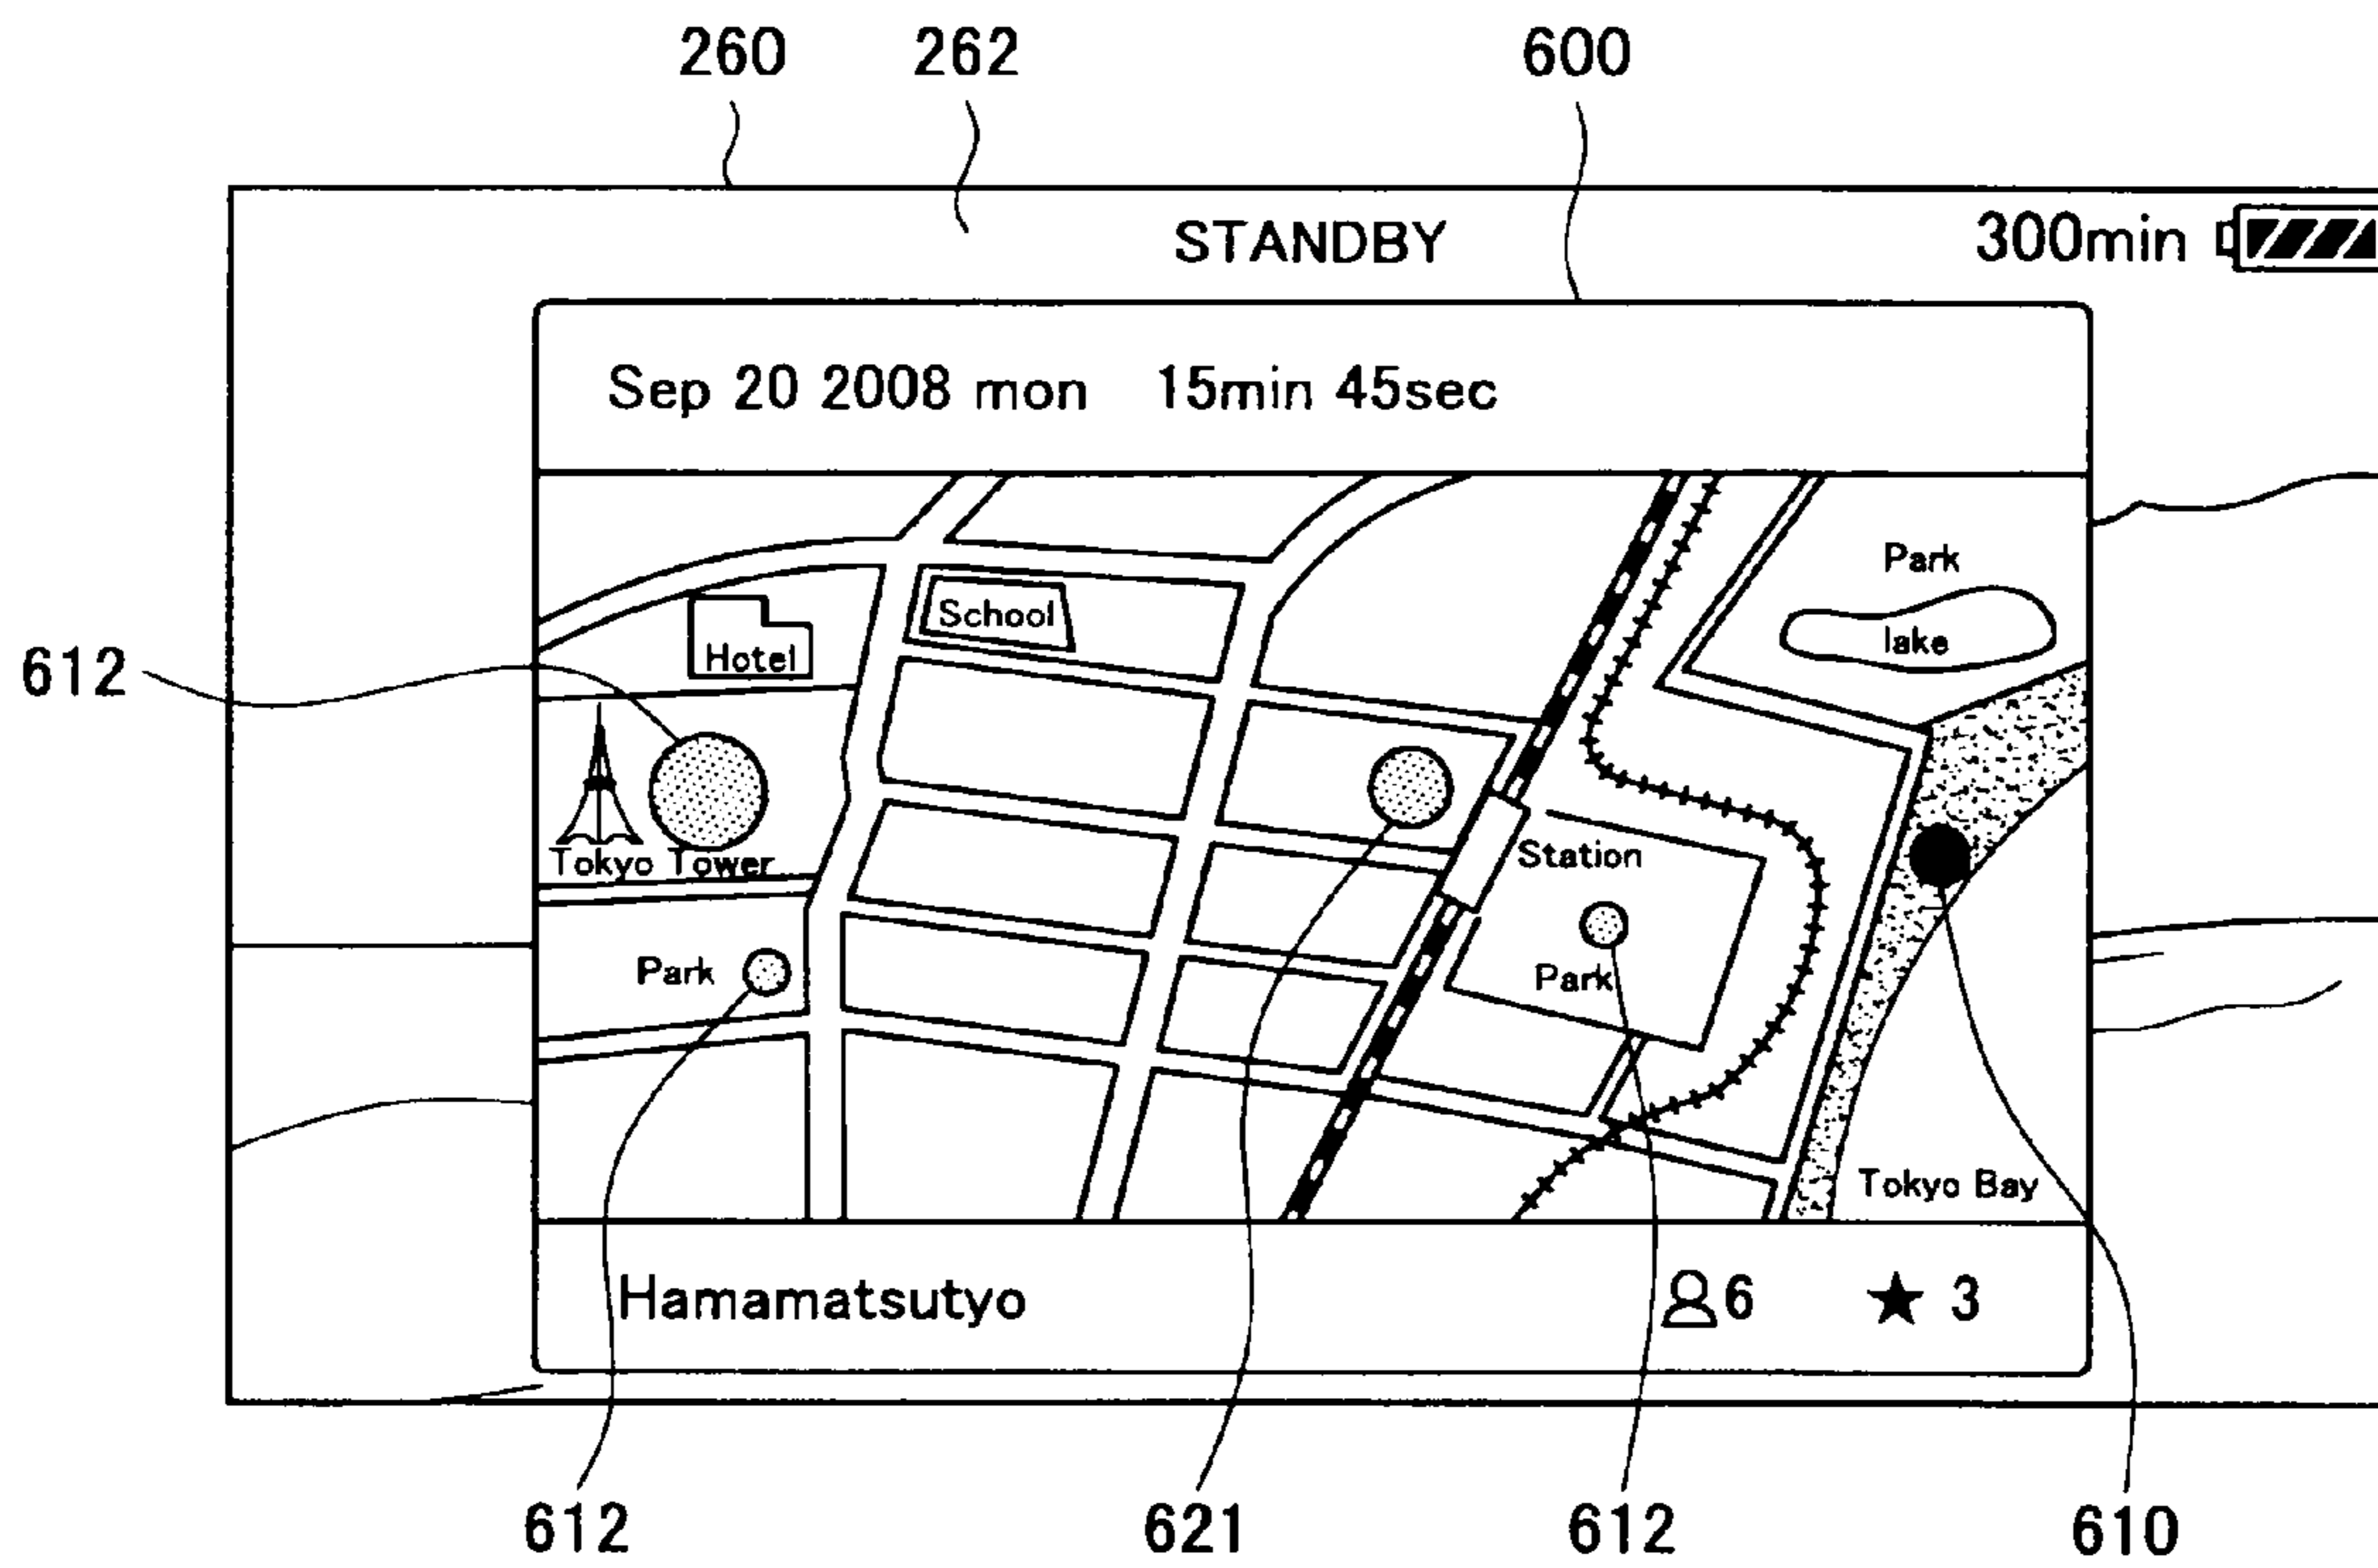 260 262 600
STANDBY 300min
Sep 20 2008 mon 15min 45sec
Park
lake
School
Hotel
612
Station
Tokyo Tower
Park
Park
Tokyo Bay
Hamamatsutyo 6 ★ 3
612 621 612 610